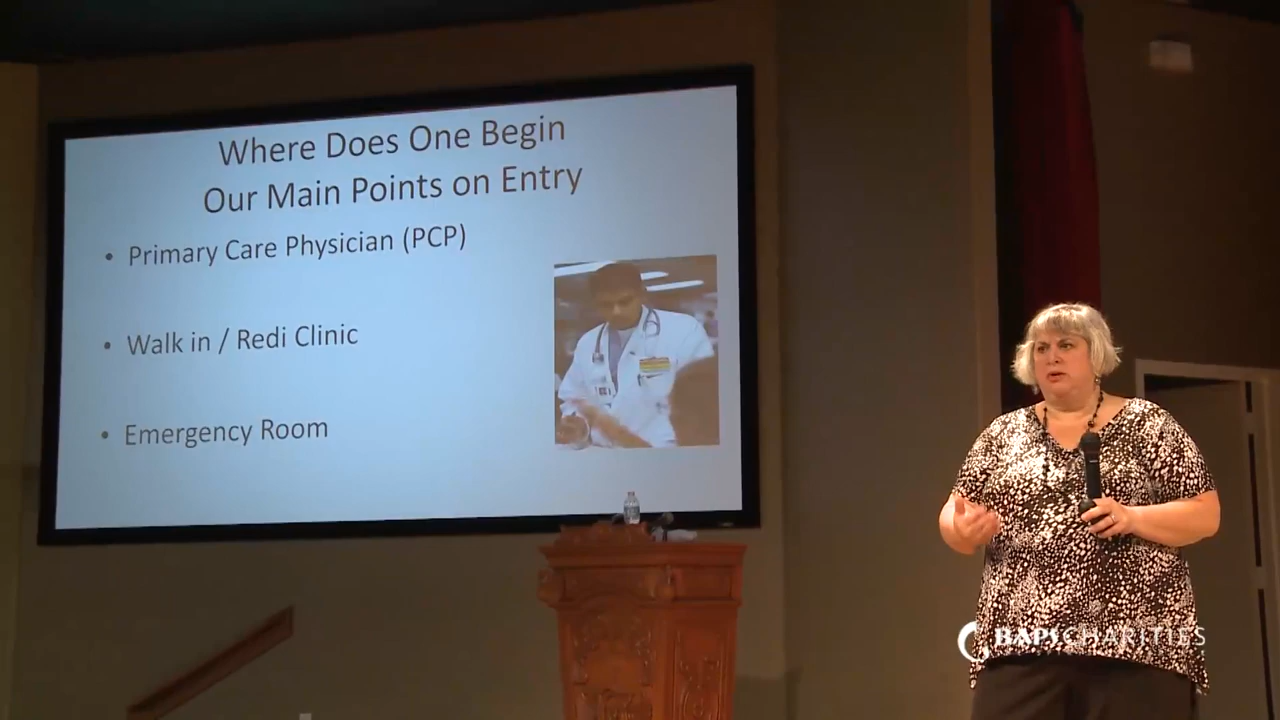 Where Does One Begin
Our Main Points on Entry
• Primary Care Physician (PCP)
• Walk in / Redi Clinic
• Emergency Room
BAPS CHARITIES